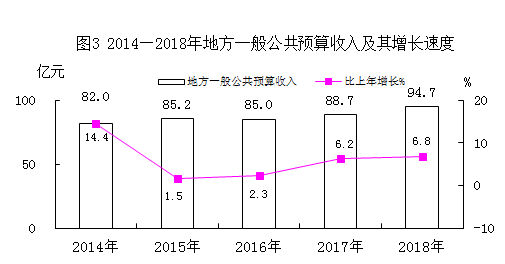 图3 2014—2018年地方一般公共预算收入及其增长速度
亿元
地方一般公共预算收入 比上年增长%
%
100 82.0 85.2 85.0 88.7 94.7 20
14.4 6.2 6.8 10
50 1.5 2.3 0
0 -10
2014年 2015年 2016年 2017年 2018年